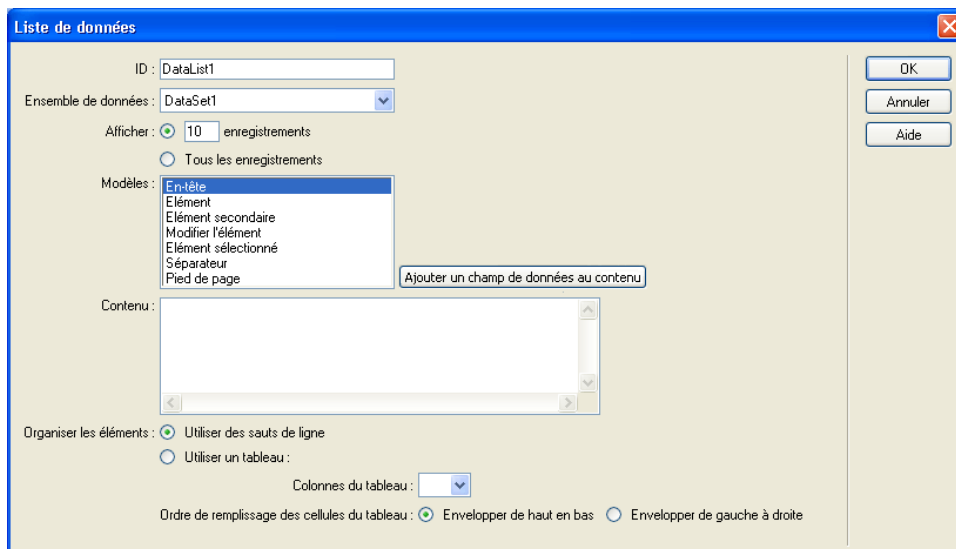 Liste de données
ID : DataList1
OK
Ensemble de données : DataSet1
Annuler
Afficher : 10 enregistrements
Aide
Tous les enregistrements
Modèles : En-tête
Elément
Elément secondaire
Modifier l'élément
Elément sélectionné
Séparateur
Pied de page
Ajouter un champ de données au contenu
Contenu :
Organiser les éléments : Utiliser des sauts de ligne
Utiliser un tableau :
Colonnes du tableau :
Ordre de remplissage des cellules du tableau : Envelopper de haut en bas Envelopper de gauche à droite